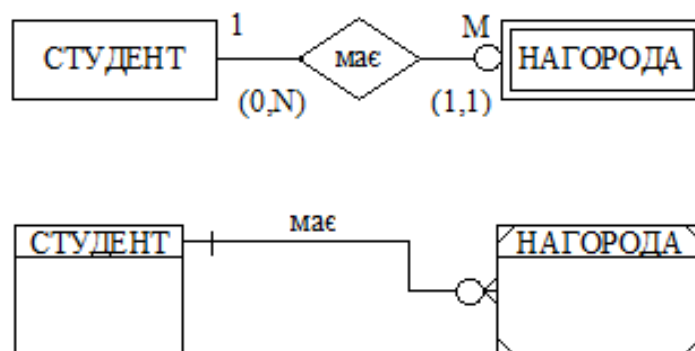 1 M
СТУДЕНТ має НАГОРОДА
(0,N) (1,1)
має
СТУДЕНТ НАГОРОДА